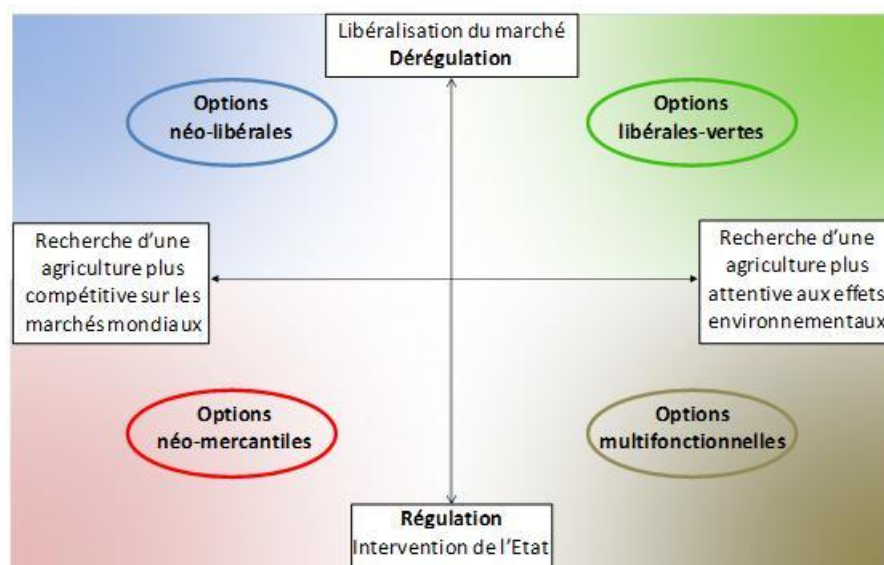 Libéralisation du marché
Dérégulation
Options
néo-libérales
Options
libérales-vertes
Recherche d'une
agriculture plus
compétitive sur les
marchés mondiaux
Recherche d'une
agriculture plus
attentive aux effets
environnementaux
Options
néo-mercantiles
Options
multifonctionnelles
Régulation
Intervention de l'Etat